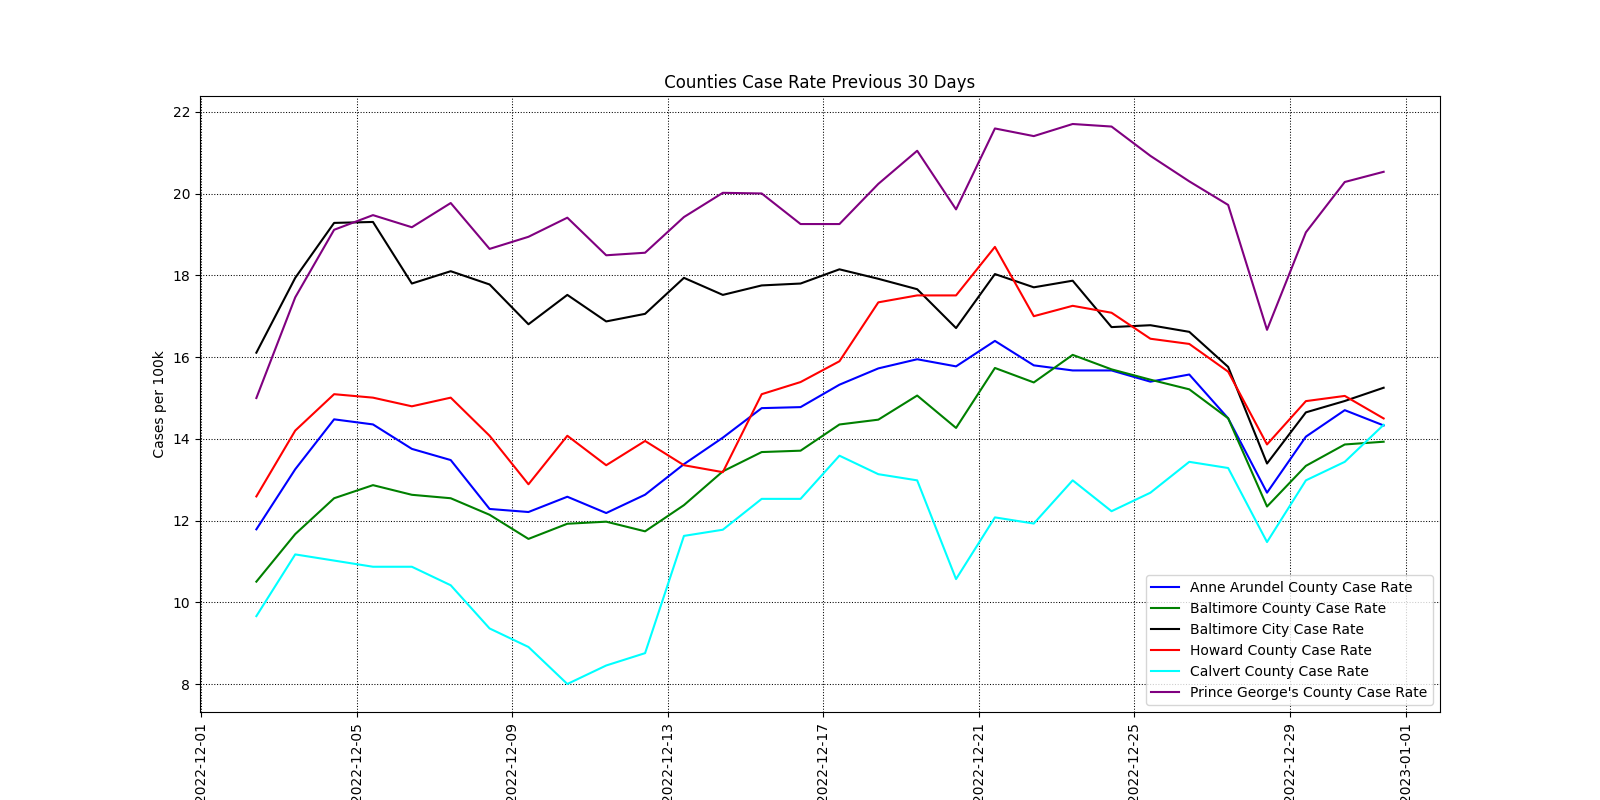 Counties Case Rate Previous 30 Days
Cases per 100k
22
20
18
16
14
12
10
8
Anne Arundel County Case Rate
Baltimore County Case Rate
Baltimore City Case Rate
Howard County Case Rate
Calvert County Case Rate
Prince George's County Case Rate
2022-12-01
2022-12-05
2022-12-09
2022-12-13
2022-12-17
2022-12-21
2022-12-25
2022-12-29
2023-01-01